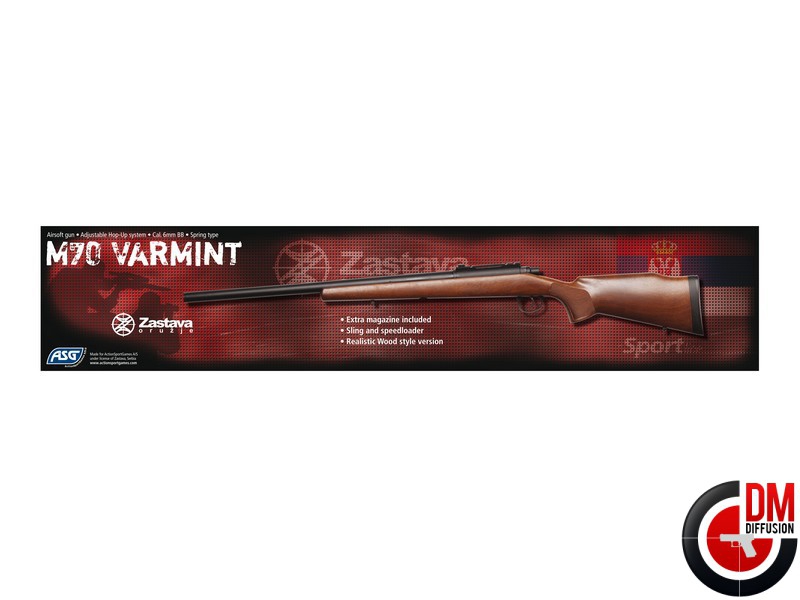 Airsoft gun • Adjustable Hop-Up system • Cal. 6mm BB • Spring type
M70 VARMINT
Zastava
Zastava
oružje
• Extra magazine included
• Sling and speedloader
• Realistic Wood style version
Sport
ASG
Made for ActionSportGames A/S
under license of Zastava, Serbia
www.actionsportgames.com
DM
DIFFUSION